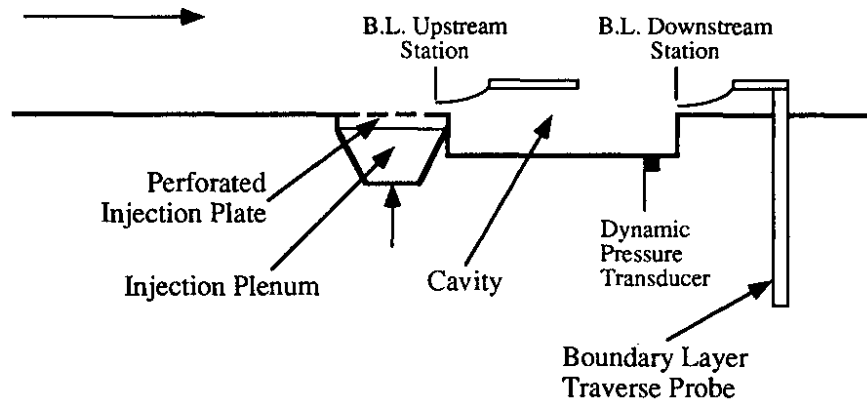 B.L. Upstream
Station
B.L. Downstream
Station
Perforated
Injection Plate
Injection Plenum
Cavity
Dynamic
Pressure
Transducer
Boundary Layer
Traverse Probe